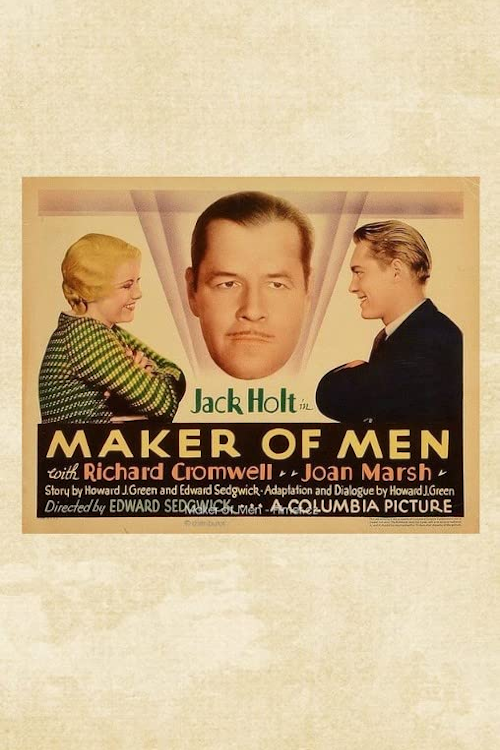 Jack Holt in
MAKER OF MEN
with Richard Cromwell • • Joan Marsh •
Story by Howard J. Green and Edward Sedgwick · Adaptation and Dialogue by Howard J. Green
Directed by EDWARD SEDGWICK • • • A COLUMBIA PICTURE